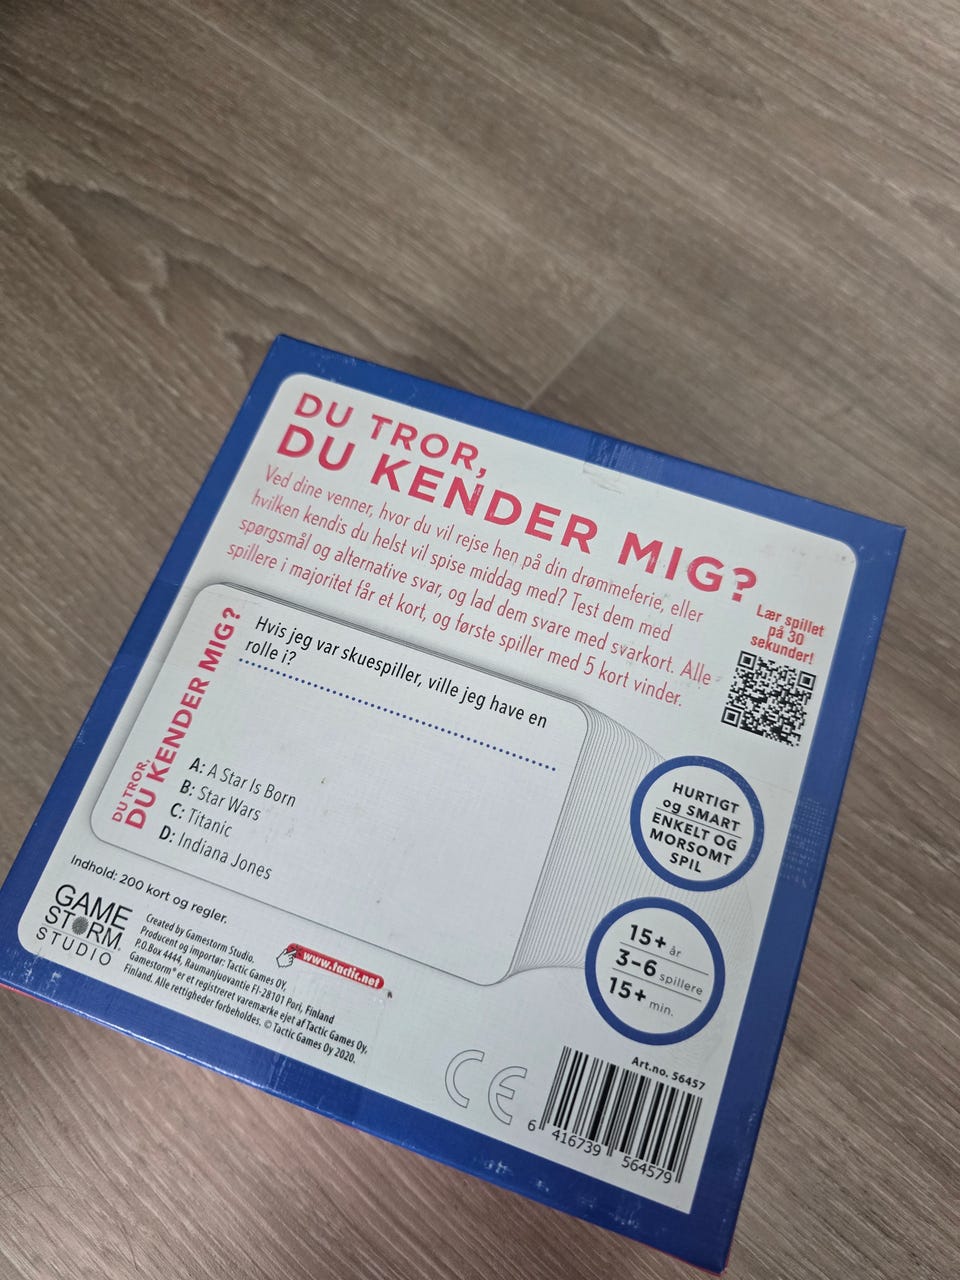 DU TROR,
DU KENDER MIG?
Ved dine venner, hvor du vil rejse hen på din drømmeferie, eller
hvilken kendis du helst vil spise middag med? Test dem med
spørgsmål og alternative svar, og lad dem svare med svarkort. Alle
spillere i majoritet får et kort, og første spiller med 5 kort vinder.
Lær spillet
på 30
sekunder!
DU TROR,
DU KENDER MIG?
Hvis jeg var skuespiller, ville jeg have en
rolle i?
A: A Star Is Born
B: Star Wars
C: Titanic
D: Indiana Jones
HURTIGT
og SMART
ENKELT OG
MORSOMT
SPIL
15+ år
3-6 spillere
15+ min.
Indhold: 200 kort og regler.
GAME
STORM
STUDIO
Created by Gamestorm Studio.
Producent og importør: Tactic Games OY,
P.O.Box 4444, Raumanjuovantie FI-28101 Pori, Finland
Gamestorm® er et registreret varemærke ejet af Tactic Games Oy,
Finland. Alle rettigheder forbeholdes. © Tactic Games Oy 2020.
www.tactic.net
CE
Art.no. 56457
6 416739 564579